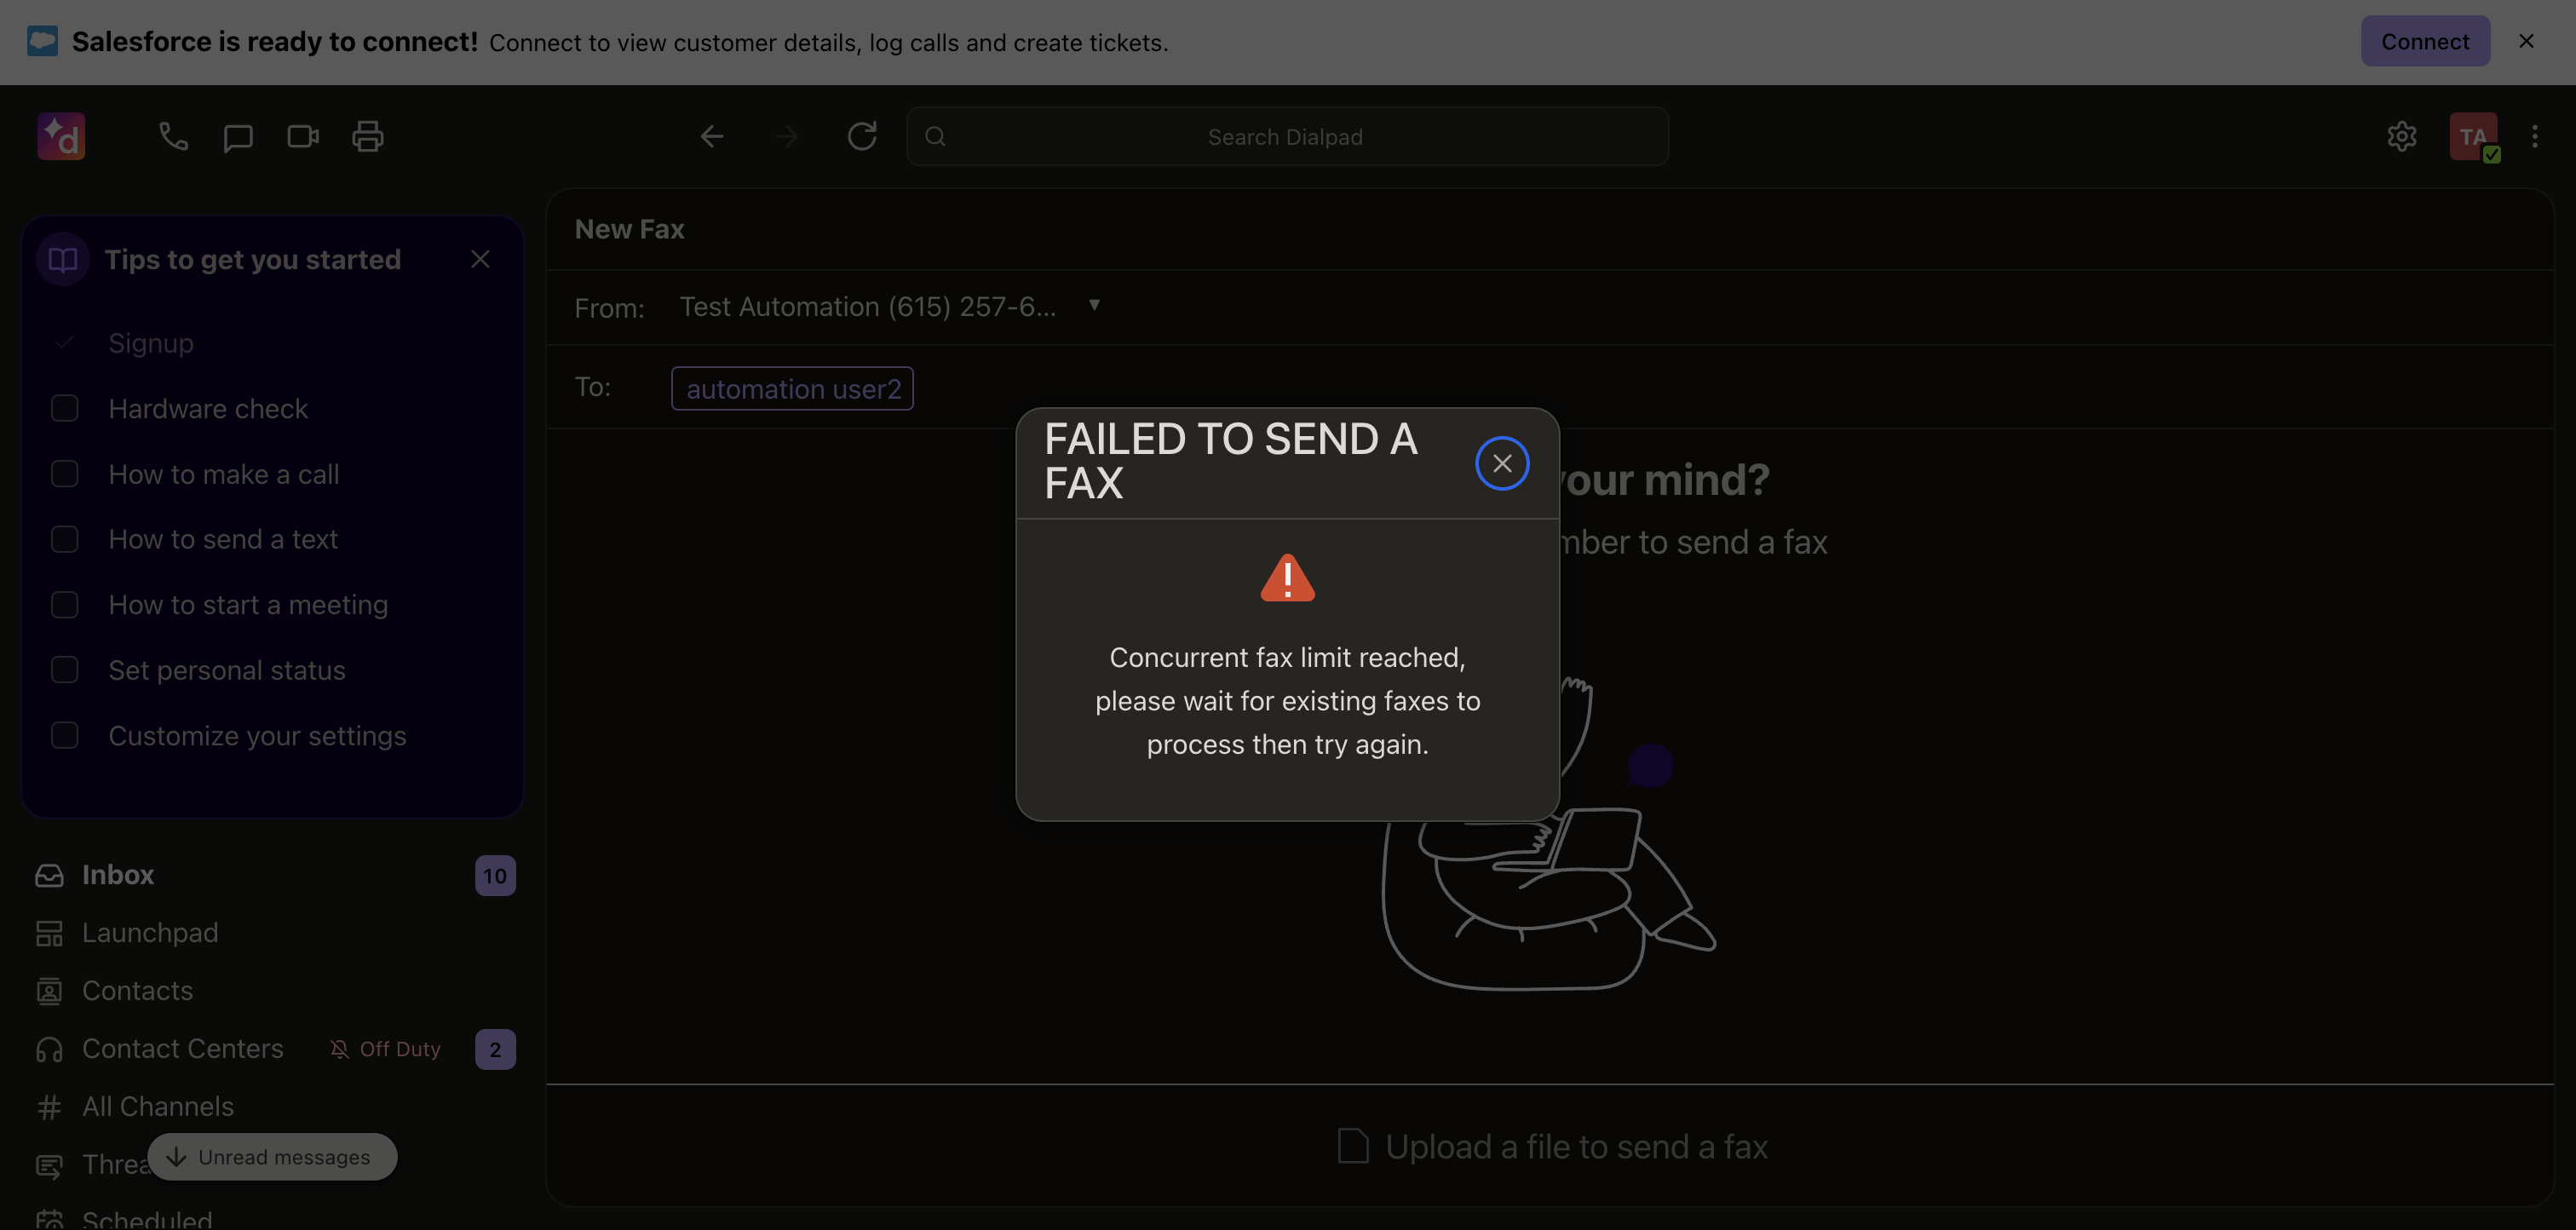 Salesforce is ready to connect! Connect to view customer details, log calls and create tickets.
Connect
d
Search Dialpad
TA
Tips to get you started
Signup
Hardware check
How to make a call
How to send a text
How to start a meeting
Set personal status
Customize your settings
Inbox 10
Launchpad
Contacts
Contact Centers Off Duty 2
All Channels
Threa
Unread messages
Scheduled
New Fax
From: Test Automation (615) 257-6...
To: automation user2
your mind?
mber to send a fax
FAILED TO SEND A
FAX
Concurrent fax limit reached,
please wait for existing faxes to
process then try again.
Upload a file to send a fax